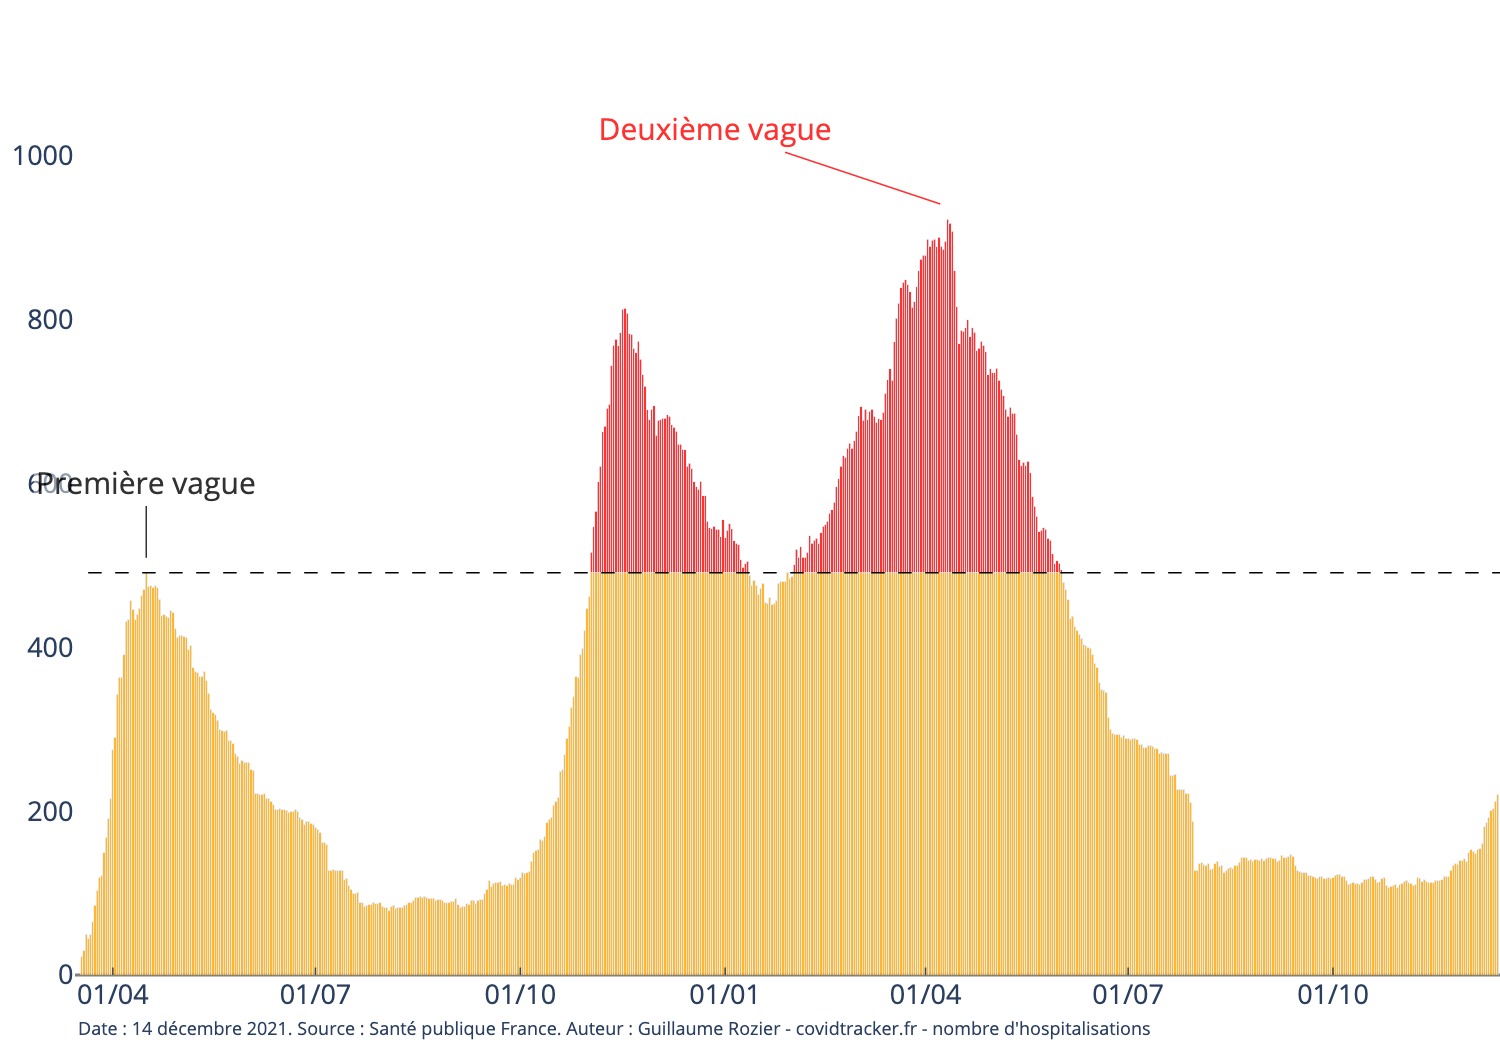 Deuxième vague
1000
800
600
Première vague
400
200
0
01/04 01/07 01/10 01/01 01/04 01/07 01/10
Date : 14 décembre 2021. Source : Santé publique France. Auteur : Guillaume Rozier - covidtracker.fr - nombre d'hospitalisations